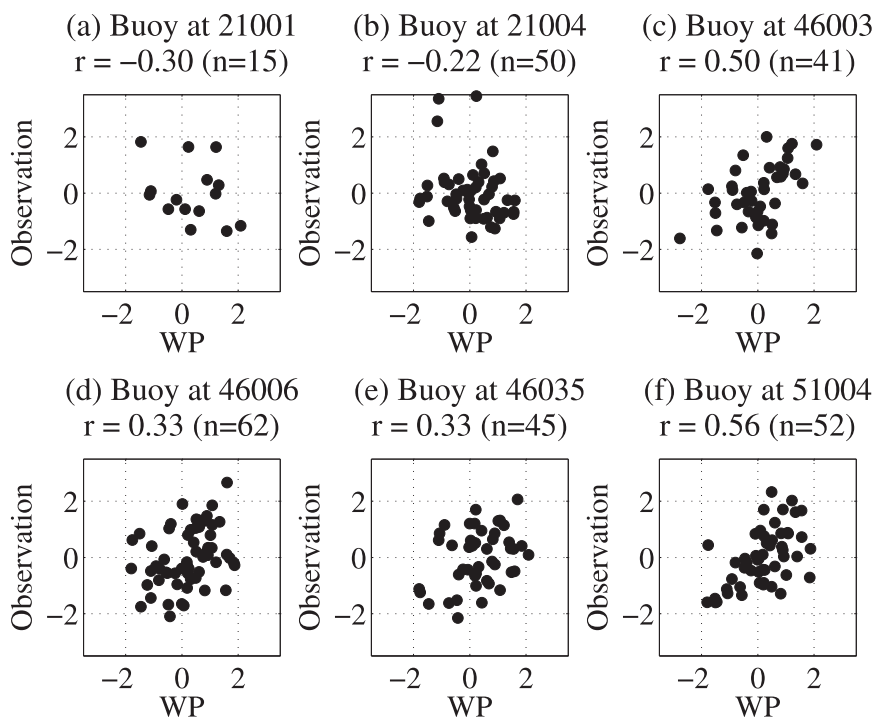 (a) Buoy at 21001
r = −0.30 (n=15)
Observation
2
0
−2
−2 0 2
WP
(b) Buoy at 21004
r = −0.22 (n=50)
Observation
2
0
−2
−2 0 2
WP
(c) Buoy at 46003
r = 0.50 (n=41)
Observation
2
0
−2
−2 0 2
WP
(d) Buoy at 46006
r = 0.33 (n=62)
Observation
2
0
−2
−2 0 2
WP
(e) Buoy at 46035
r = 0.33 (n=45)
Observation
2
0
−2
−2 0 2
WP
(f) Buoy at 51004
r = 0.56 (n=52)
Observation
2
0
−2
−2 0 2
WP